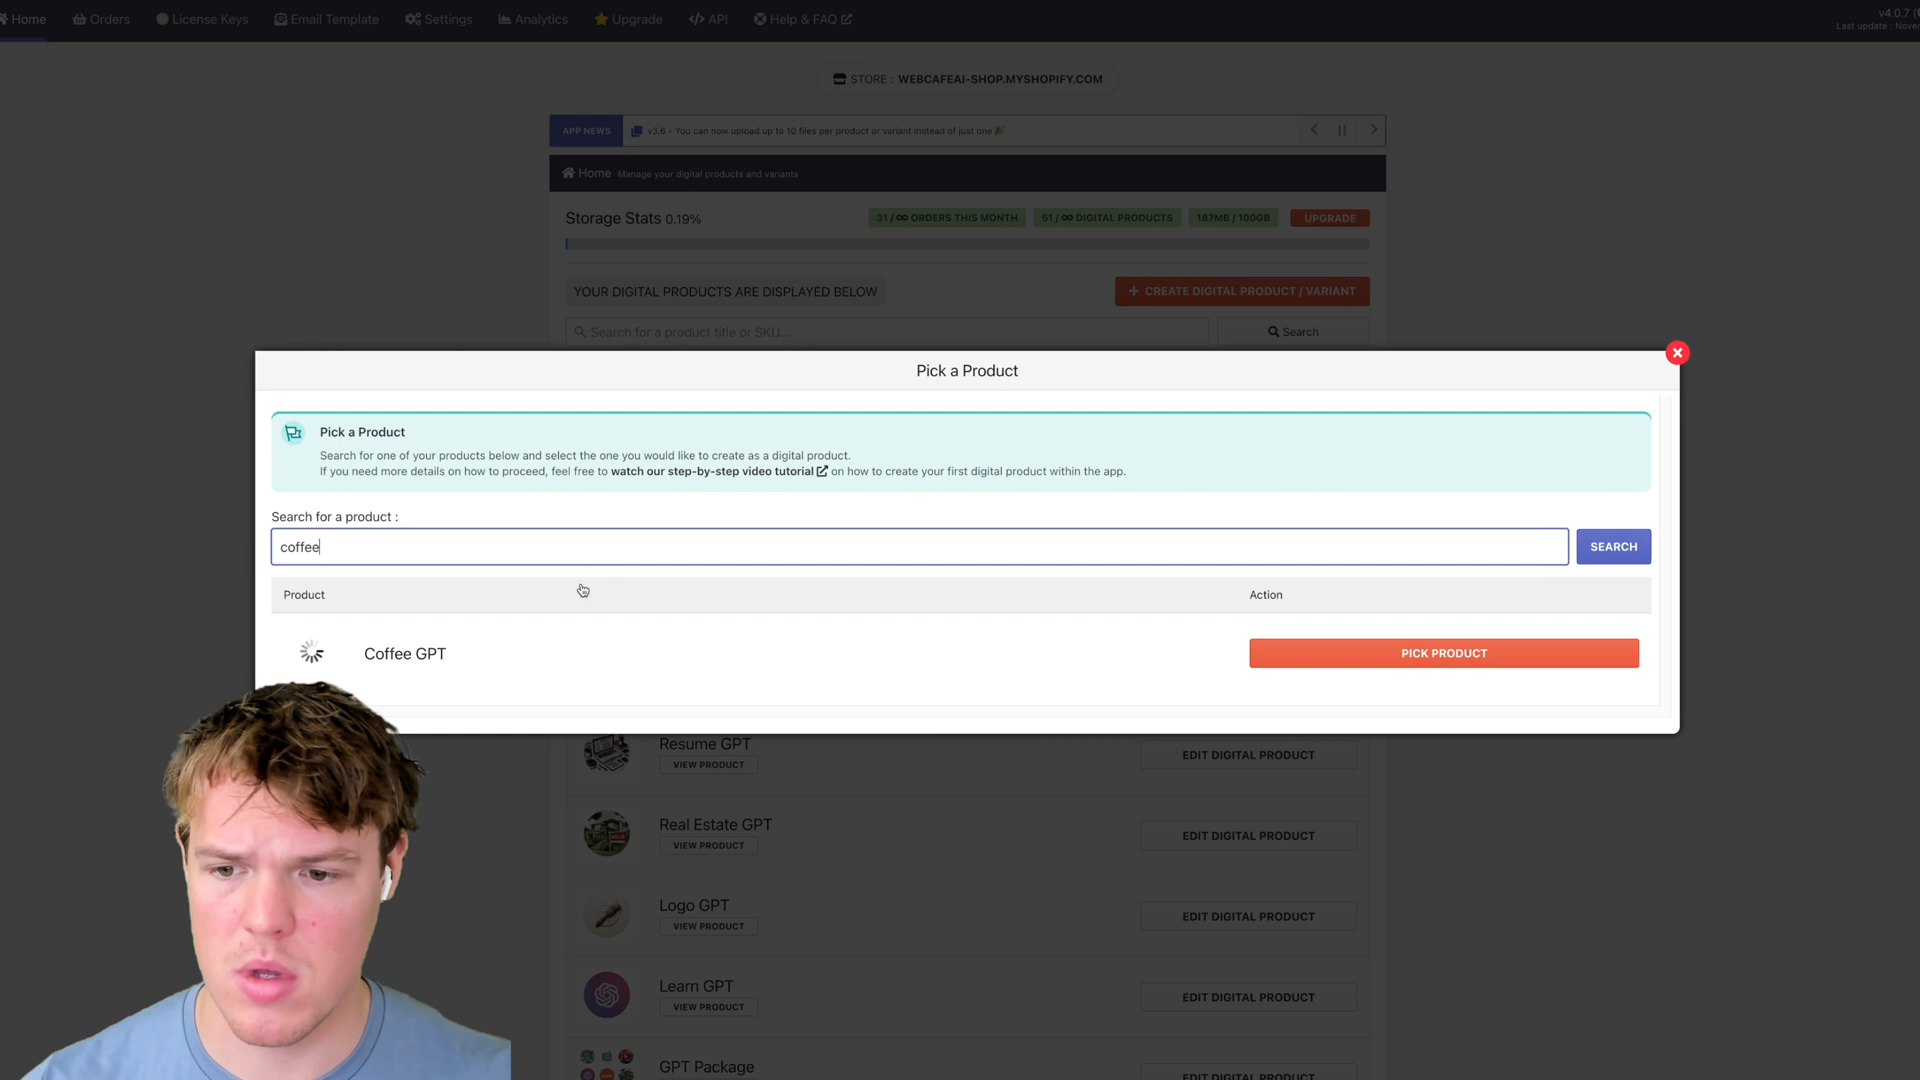 Home Orders License Keys Email Template Settings Analytics Upgrade API Help & FAQ
v4.0.7
Last update :
STORE : WEBCAFEAI-SHOP.MYSHOPIFY.COM
APP NEWS v3.6 - You can now upload up to 10 files per product or variant instead of just one
Home Manage your digital products and variants
Storage Stats 0.19% 31 / ∞ ORDERS THIS MONTH 51 / ∞ DIGITAL PRODUCTS 187MB / 100GB UPGRADE
YOUR DIGITAL PRODUCTS ARE DISPLAYED BELOW + CREATE DIGITAL PRODUCT / VARIANT
Search for a product title or SKU... Search
Pick a Product
Pick a Product
Search for one of your products below and select the one you would like to create as a digital product.
If you need more details on how to proceed, feel free to watch our step-by-step video tutorial on how to create your first digital product within the app.
Search for a product :
coffee SEARCH
Product Action
Coffee GPT PICK PRODUCT
Resume GPT
VIEW PRODUCT EDIT DIGITAL PRODUCT
Real Estate GPT
VIEW PRODUCT EDIT DIGITAL PRODUCT
Logo GPT
VIEW PRODUCT EDIT DIGITAL PRODUCT
Learn GPT
VIEW PRODUCT EDIT DIGITAL PRODUCT
GPT Package
EDIT DIGITAL PRODUCT